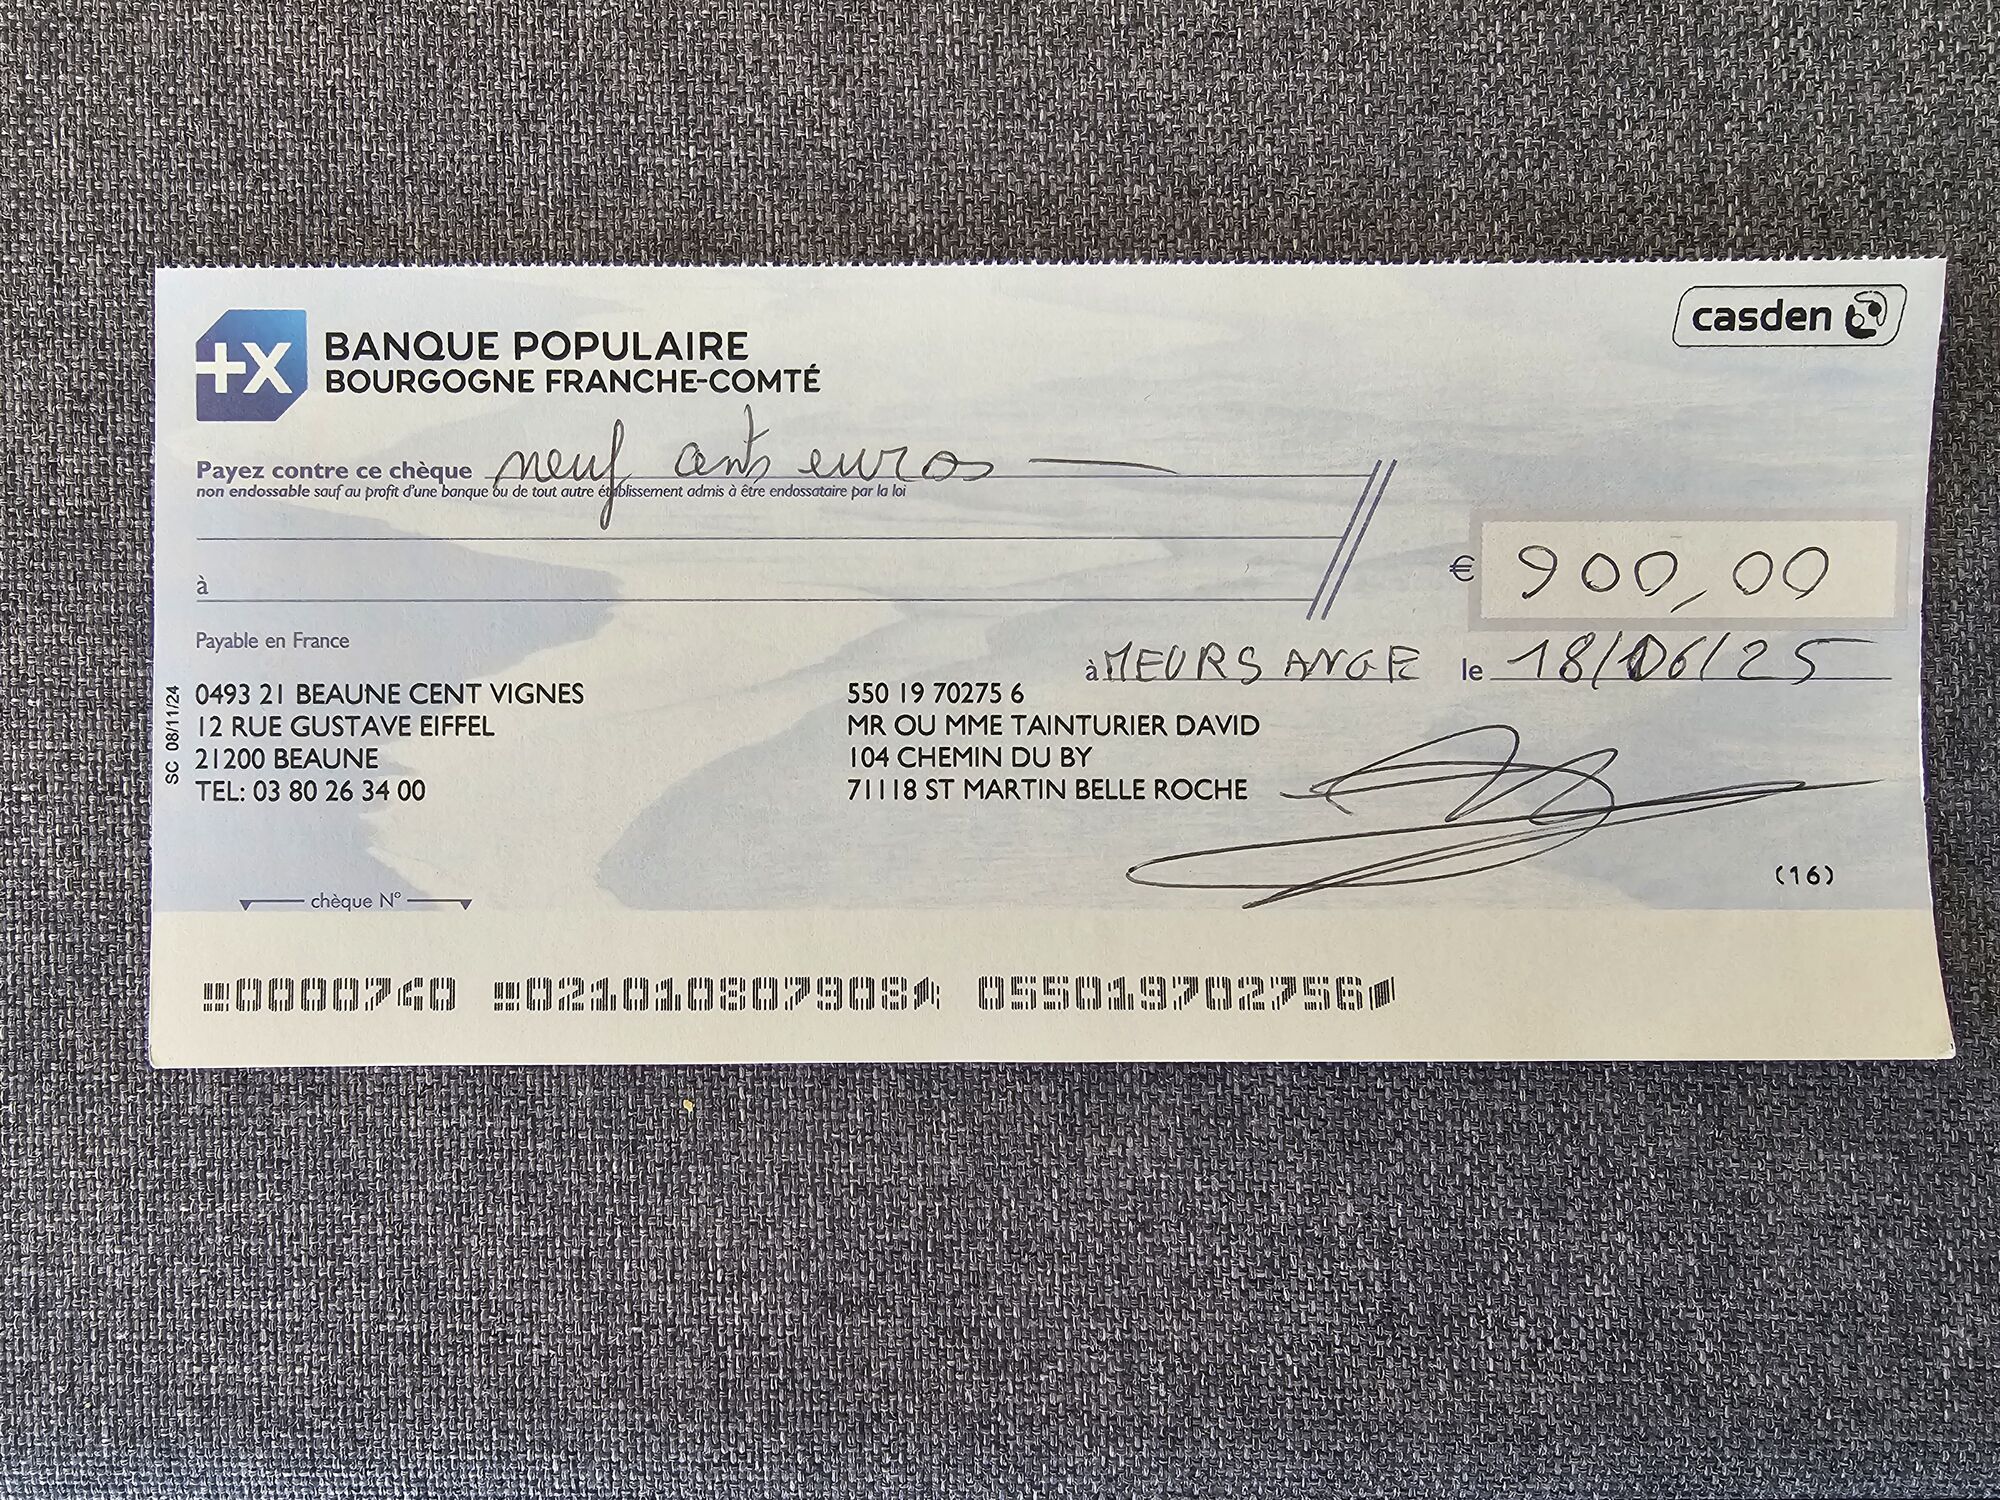 casden
+X BANQUE POPULAIRE
BOURGOGNE FRANCHE-COMTÉ
Payez contre ce chèque neuf cents euros
non endossable sauf au profit d'une banque ou de tout autre établissement admis à être endossataire par la loi
€ 900,00
à
Payable en France
à MEURSANGE le 18/06/25
SC 08/11/24
0493 21 BEAUNE CENT VIGNES
12 RUE GUSTAVE EIFFEL
21200 BEAUNE
TEL: 03 80 26 34 00
550 19 70275 6
MR OU MME TAINTURIER DAVID
104 CHEMIN DU BY
71118 ST MARTIN BELLE ROCHE
(16)
chèque N°
0000740 021010807908 055019702756